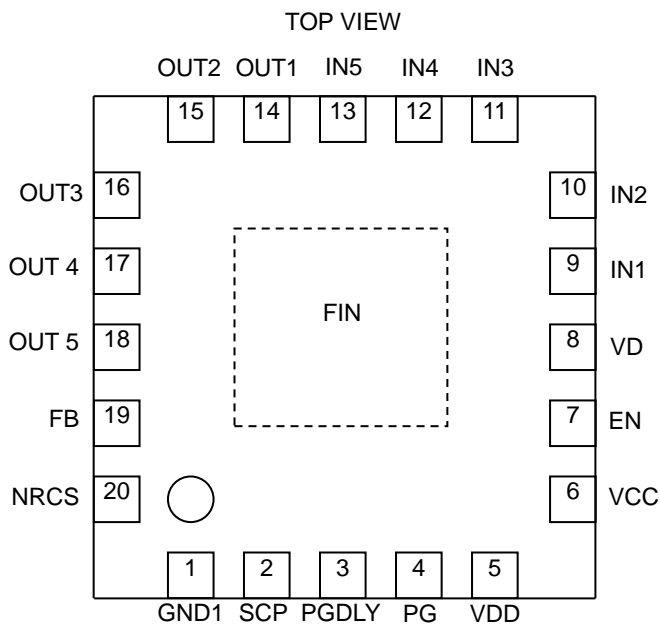 TOP VIEW
OUT2 OUT1 IN5 IN4 IN3
15 14 13 12 11
OUT3 16 10 IN2
OUT 4 17 9 IN1
FIN
OUT 5 18 8 VD
FB 19 7 EN
NRCS 20 6 VCC
1 2 3 4 5
GND1 SCP PGDLY PG VDD